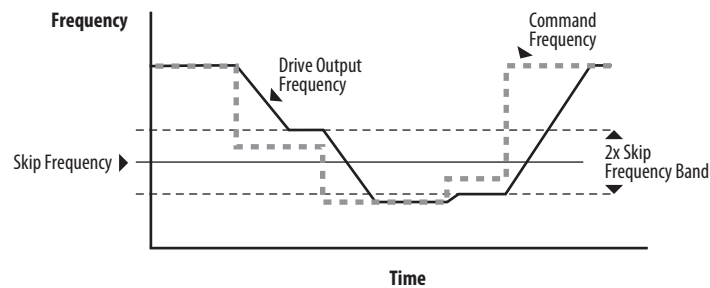 Frequency
Command
Frequency
Drive Output
Frequency
Skip Frequency
2x Skip
Frequency Band
Time